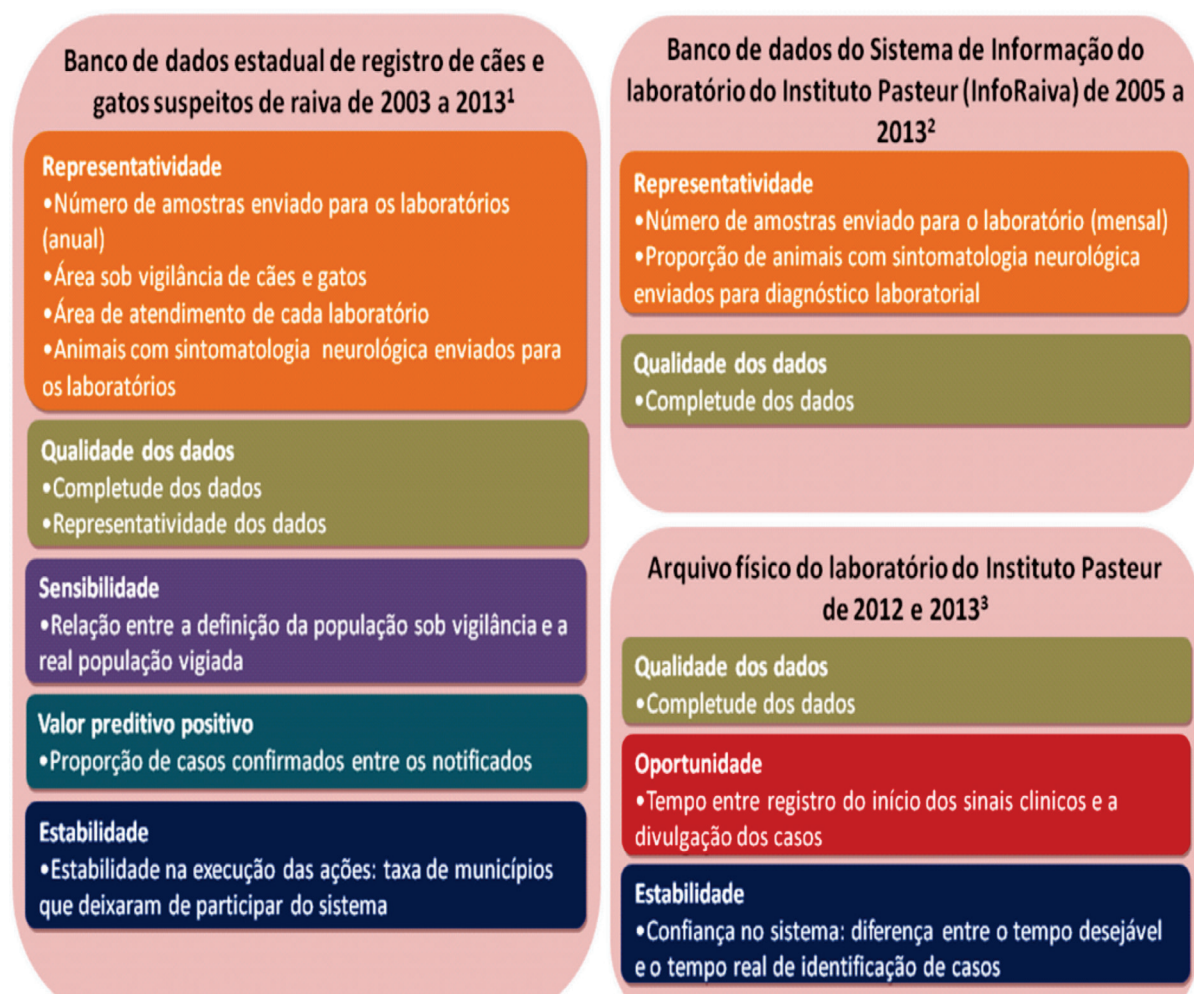 Banco de dados estadual de registro de cães e
gatos suspeitos de raiva de 2003 a 2013¹
Representatividade
•Número de amostras enviado para os laboratórios
(anual)
•Área sob vigilância de cães e gatos
•Área de atendimento de cada laboratório
•Animais com sintomatologia neurológica enviados para
os laboratórios
Qualidade dos dados
•Completude dos dados
•Representatividade dos dados
Sensibilidade
•Relação entre a definição da população sob vigilância e a
real população vigiada
Valor preditivo positivo
•Proporção de casos confirmados entre os notificados
Estabilidade
•Estabilidade na execução das ações: taxa de municípios
que deixaram de participar do sistema
Banco de dados do Sistema de Informação do
laboratório do Instituto Pasteur (InfoRaiva) de 2005 a
2013²
Representatividade
•Número de amostras enviado para o laboratório (mensal)
•Proporção de animais com sintomatologia neurológica
enviados para diagnóstico laboratorial
Qualidade dos dados
•Completude dos dados
Arquivo físico do laboratório do Instituto Pasteur
de 2012 e 2013³
Qualidade dos dados
•Completude dos dados
Oportunidade
•Tempo entre registro do início dos sinais clinicos e a
divulgação dos casos
Estabilidade
•Confiança no sistema: diferença entre o tempo desejável
e o tempo real de identificação de casos